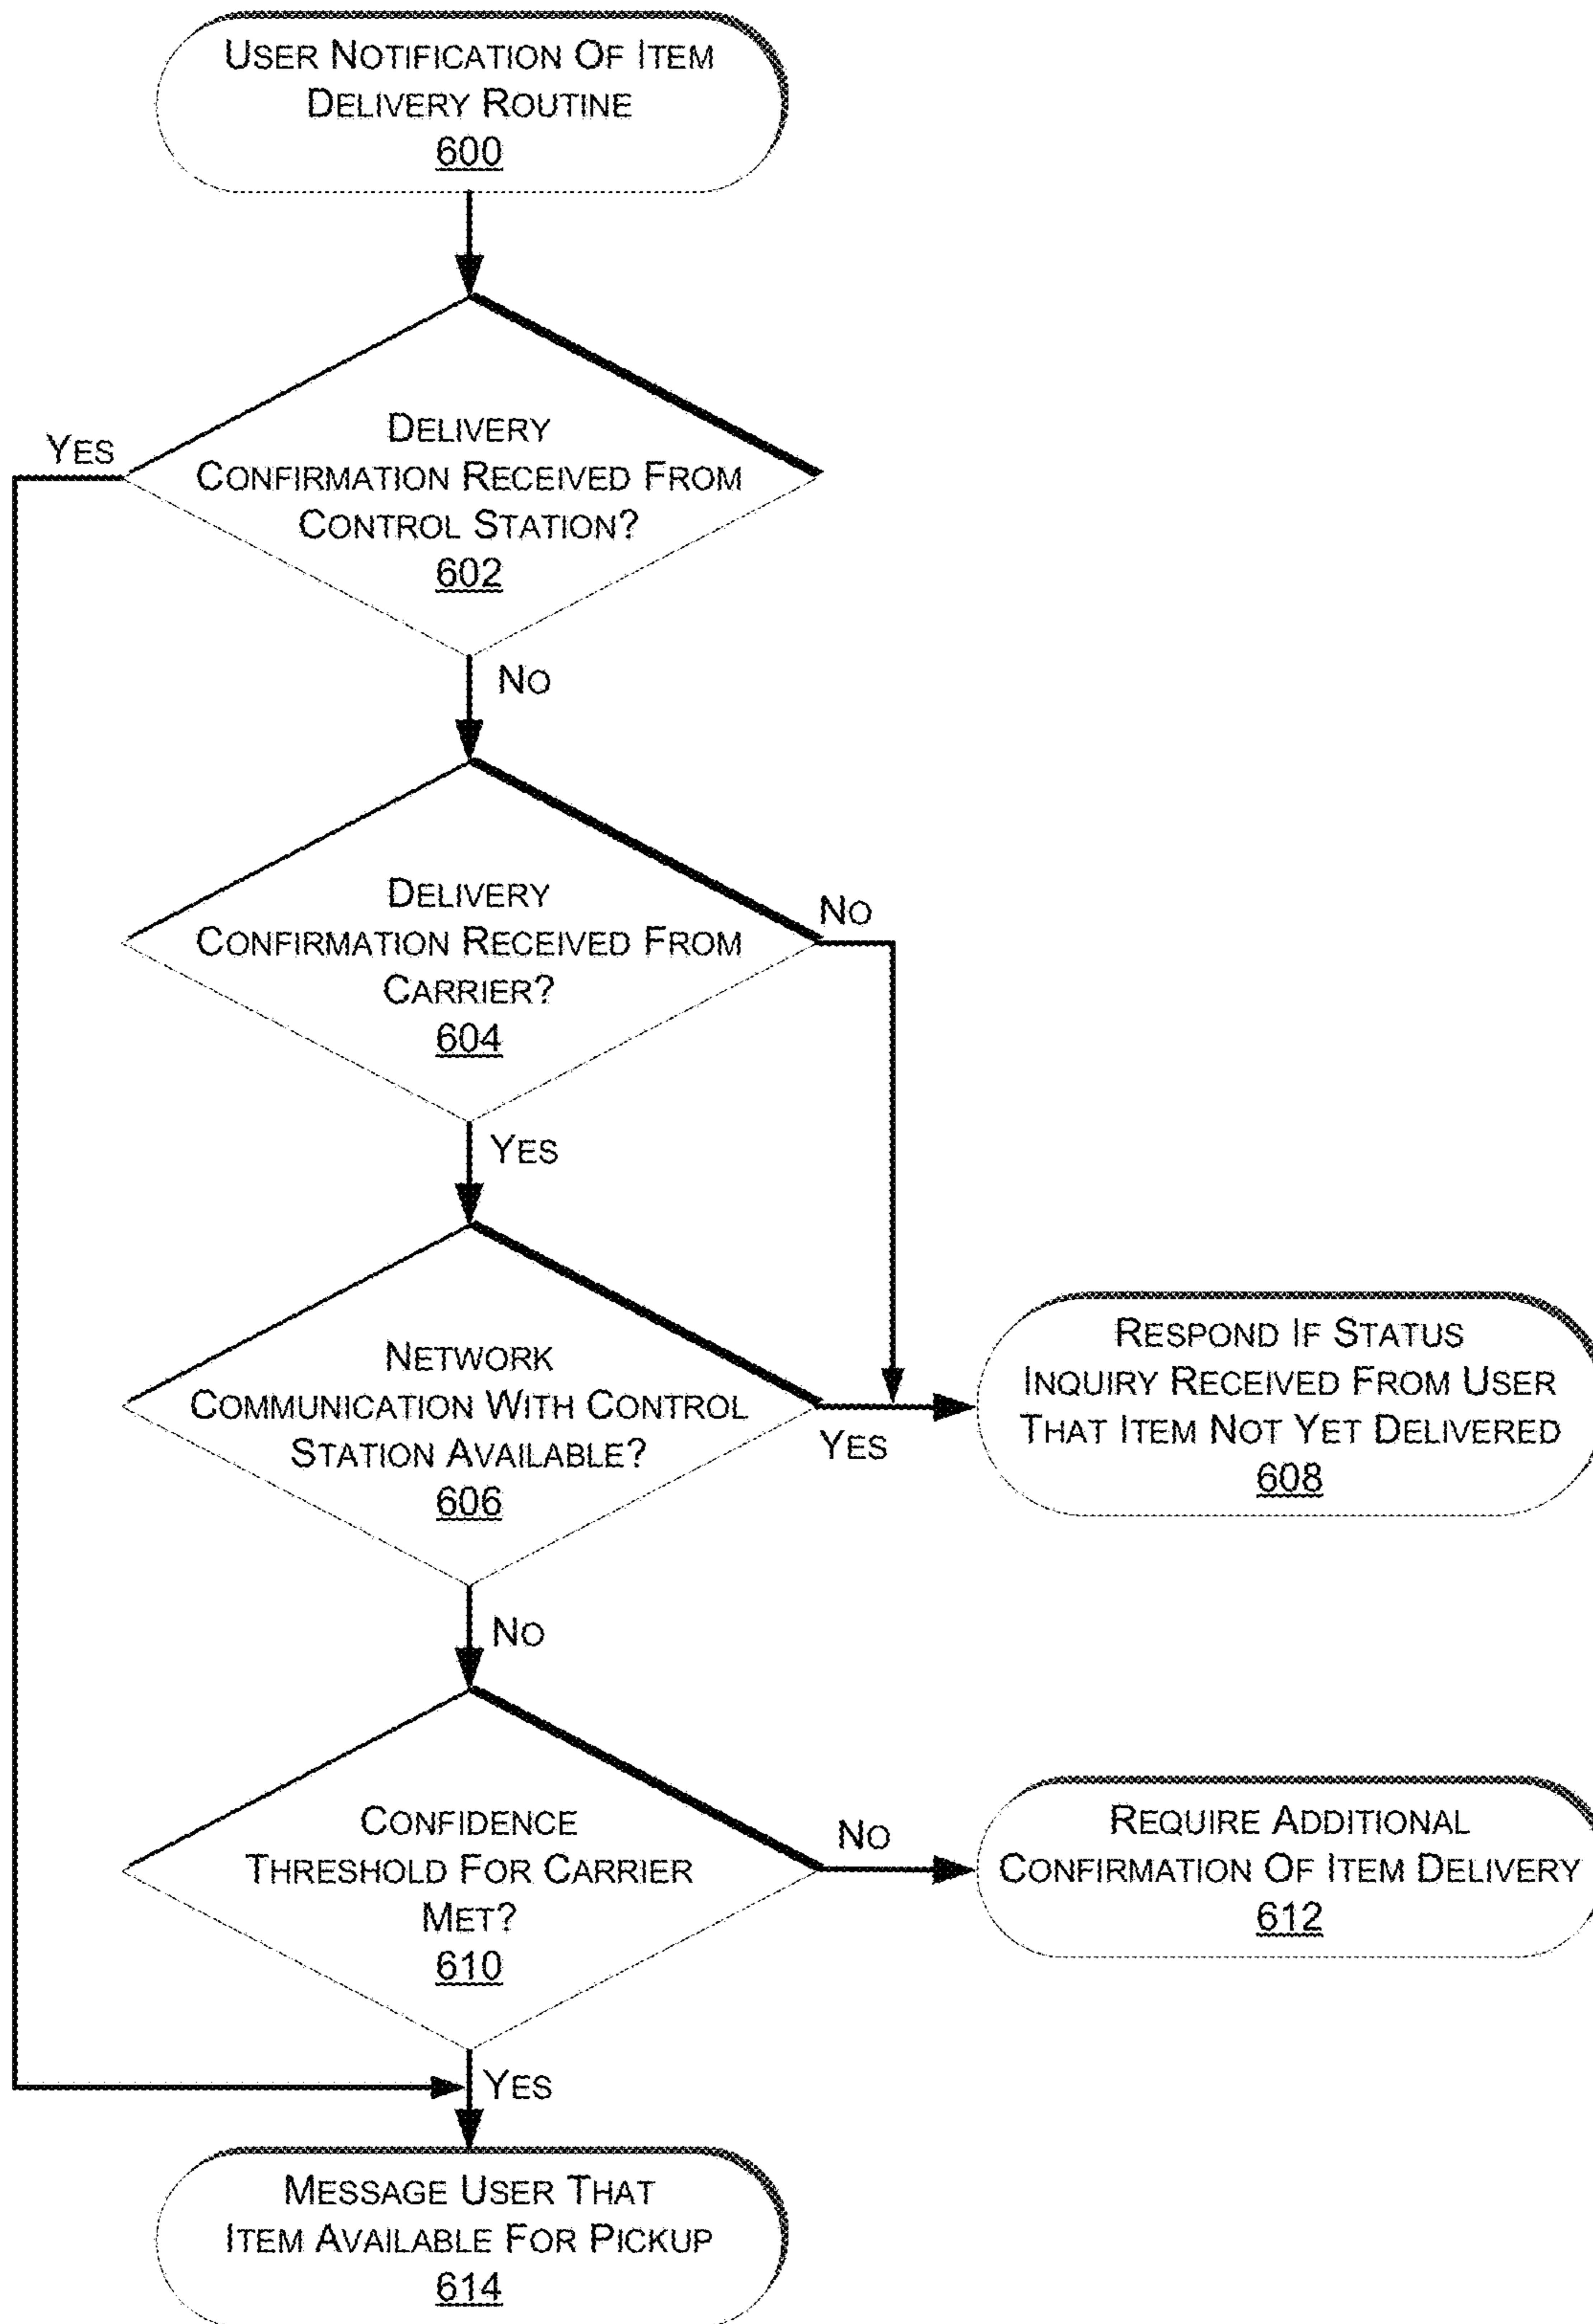 USER NOTIFICATION OF ITEM
DELIVERY ROUTINE
600
DELIVERY
CONFIRMATION RECEIVED FROM
CONTROL STATION?
602
YES
NO
DELIVERY
CONFIRMATION RECEIVED FROM
CARRIER?
604
NO
YES
NETWORK
COMMUNICATION WITH CONTROL
STATION AVAILABLE?
606
YES
RESPOND IF STATUS
INQUIRY RECEIVED FROM USER
THAT ITEM NOT YET DELIVERED
608
NO
CONFIDENCE
THRESHOLD FOR CARRIER
MET?
610
NO
REQUIRE ADDITIONAL
CONFIRMATION OF ITEM DELIVERY
612
YES
MESSAGE USER THAT
ITEM AVAILABLE FOR PICKUP
614